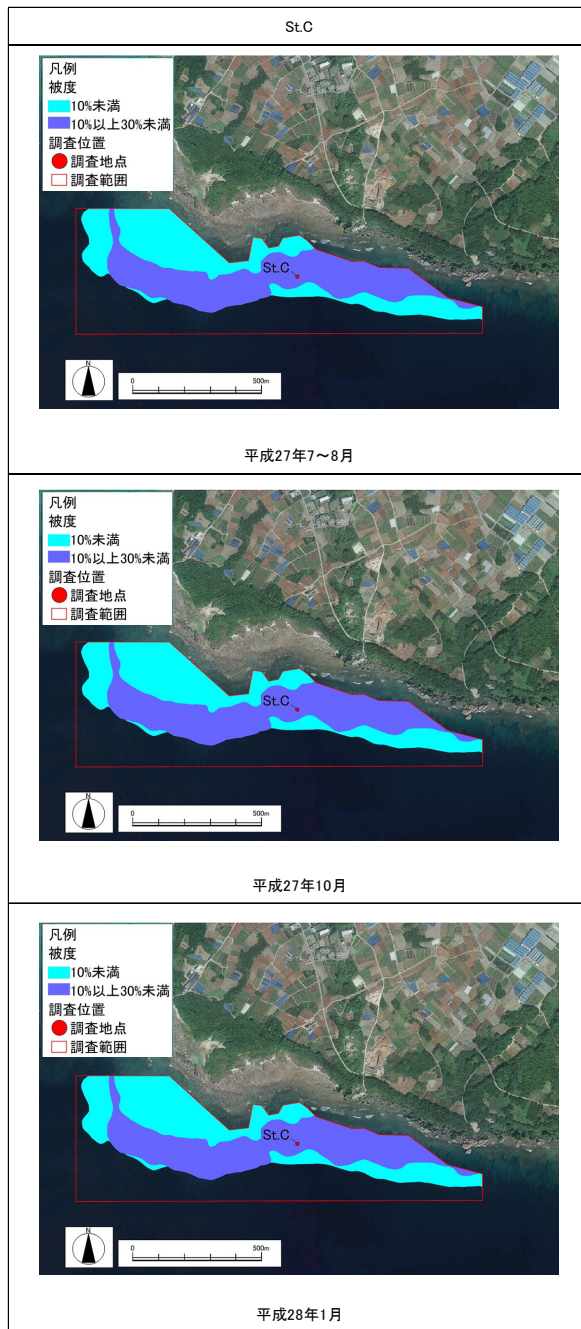 St.C
凡例
被度
10%未満
10%以上30%未満
調査位置
調査地点
調査範囲
St.C
N
0 500m
平成27年7～8月
凡例
被度
10%未満
10%以上30%未満
調査位置
調査地点
調査範囲
St.C
N
0 500m
平成27年10月
凡例
被度
10%未満
10%以上30%未満
調査位置
調査地点
調査範囲
St.C
N
0 500m
平成28年1月